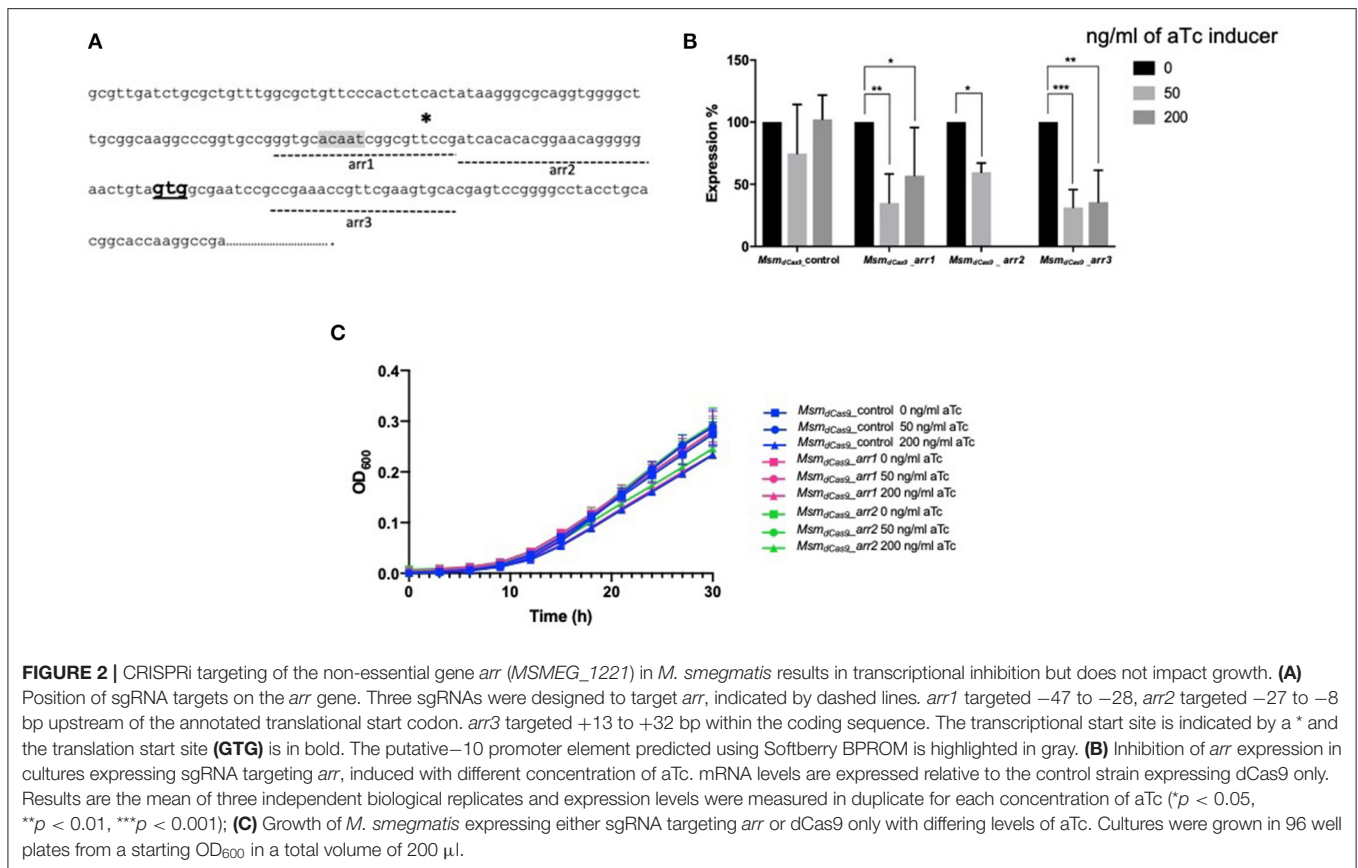 A
gcgttgatctgcgctgtttggcgctgttcccactctcactataagggcgcaggtggggct
*
tgcggcaaggcccggtgccgggtgcacaatcggcgttccgatcacacacggaacaggggg
arr1
arr2
aactgtagtggcgaatccgccgaaaccgttcgaagtgcacgagtccggggcctacctgca
arr3
cggcaccaaggccga...............................
B
ng/ml of aTc inducer
0
50
200
Expression %
150
100
50
0
*
**
*
**
***
Msm_dCas9_control
Msm_dCas9_arr1
Msm_dCas9_arr2
Msm_dCas9_arr3
C
OD600
0.4
0.3
0.2
0.1
0.0
0
10
20
30
Time (h)
Msm_dCas9_control 0 ng/ml aTc
Msm_dCas9_control 50 ng/ml aTc
Msm_dCas9_control 200 ng/ml aTc
Msm_dCas9_arr1 0 ng/ml aTc
Msm_dCas9_arr1 50 ng/ml aTc
Msm_dCas9_arr1 200 ng/ml aTc
Msm_dCas9_arr2 0 ng/ml aTc
Msm_dCas9_arr2 50 ng/ml aTc
Msm_dCas9_arr2 200 ng/ml aTc
FIGURE 2 | CRISPRi targeting of the non-essential gene arr (MSMEG_1221) in M. smegmatis results in transcriptional inhibition but does not impact growth. (A)
Position of sgRNA targets on the arr gene. Three sgRNAs were designed to target arr, indicated by dashed lines. arr1 targeted −47 to −28, arr2 targeted −27 to −8
bp upstream of the annotated translational start codon. arr3 targeted +13 to +32 bp within the coding sequence. The transcriptional start site is indicated by a * and
the translation start site (GTG) is in bold. The putative−10 promoter element predicted using Softberry BPROM is highlighted in gray. (B) Inhibition of arr expression in
cultures expressing sgRNA targeting arr, induced with different concentration of aTc. mRNA levels are expressed relative to the control strain expressing dCas9 only.
Results are the mean of three independent biological replicates and expression levels were measured in duplicate for each concentration of aTc (*p < 0.05,
**p < 0.01, ***p < 0.001); (C) Growth of M. smegmatis expressing either sgRNA targeting arr or dCas9 only with differing levels of aTc. Cultures were grown in 96 well
plates from a starting OD600 in a total volume of 200 μl.